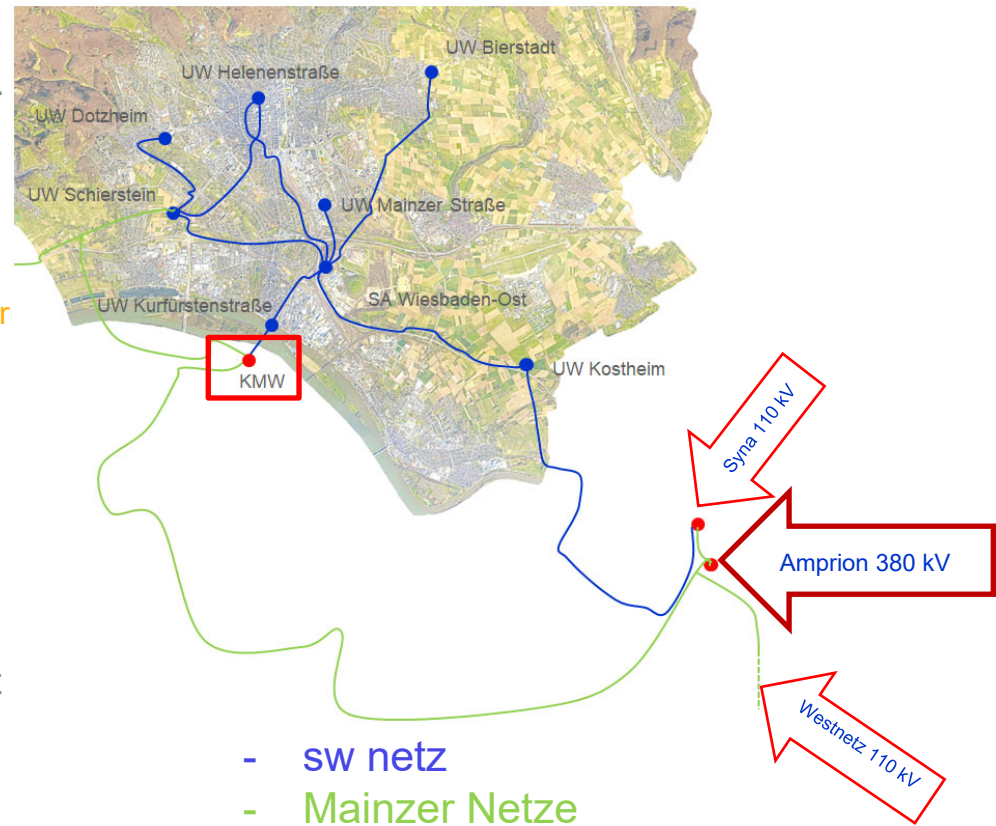 UW Bierstadt
UW Helenenstraße
UW Dotzheim
UW Schierstein
UW Mainzer Straße
SA Wiesbaden-Ost
UW Kurfürstenstraße
r
UW Kostheim
KMW
Syna 110 kV
Amprion 380 kV
Westnetz 110 kV
- sw netz
- Mainzer Netze